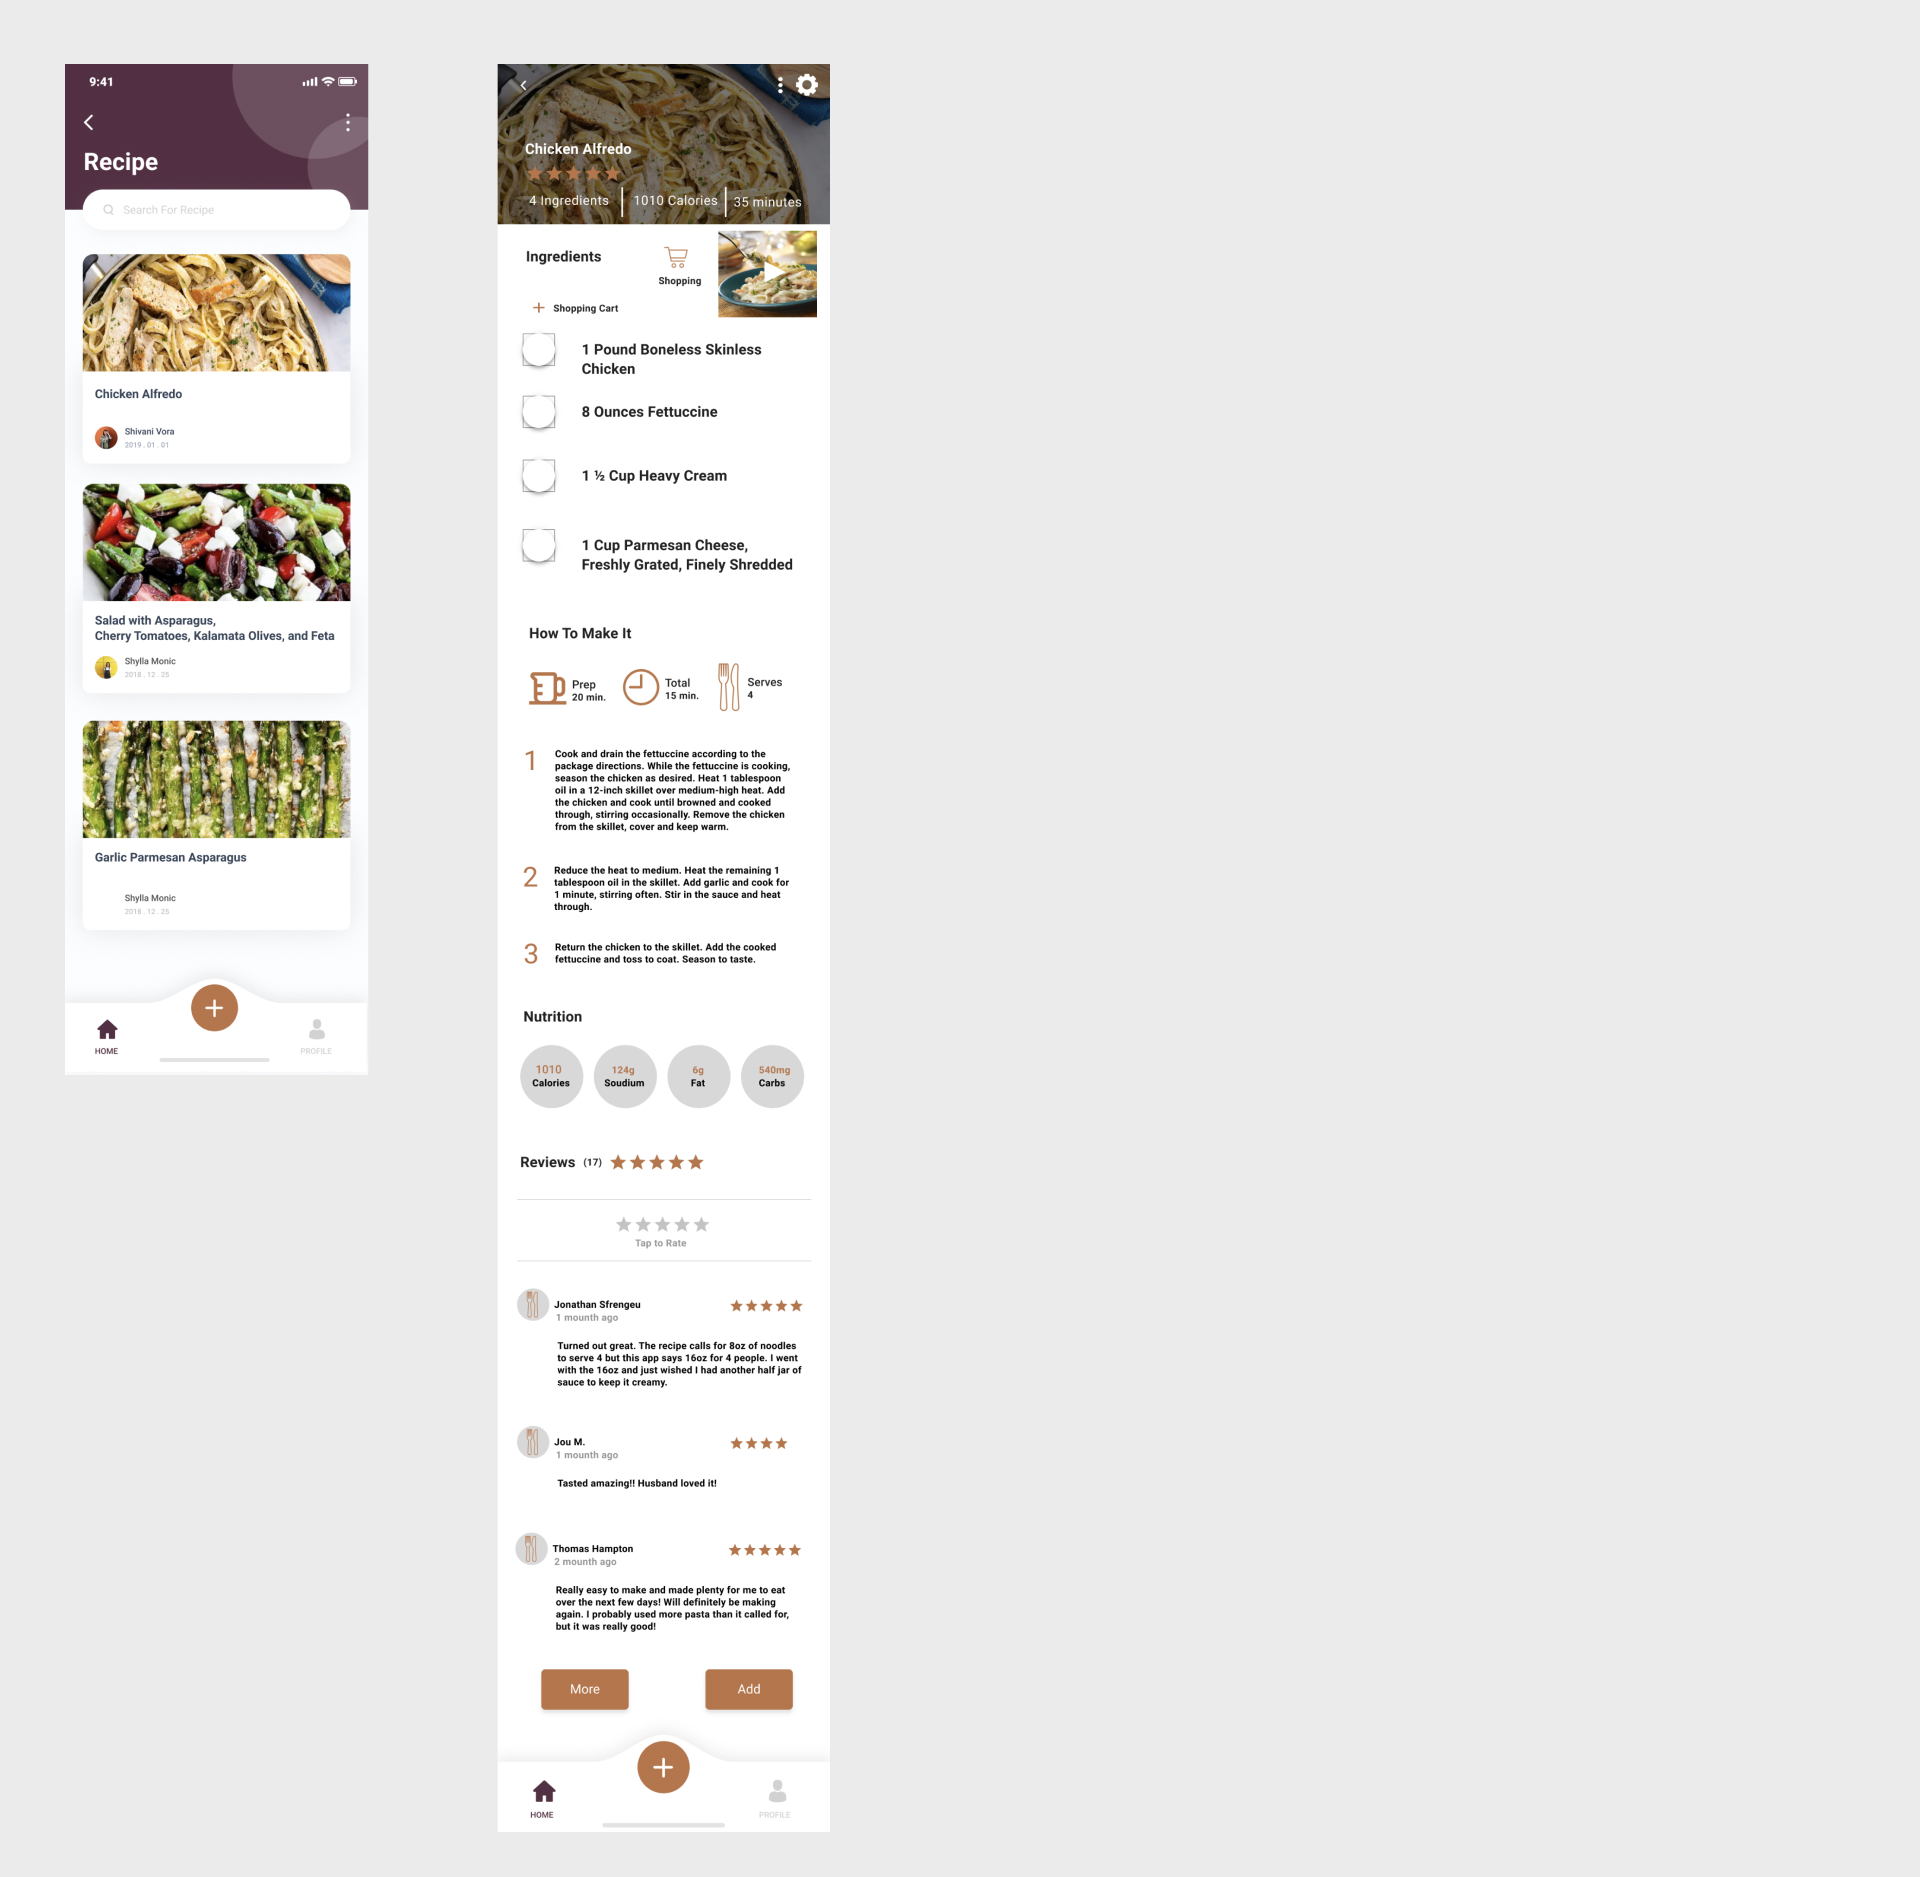 9:41
Recipe
Search For Recipe
Chicken Alfredo
Shivani Vora
2019 . 01 . 01
Salad with Asparagus,
Cherry Tomatoes, Kalamata Olives, and Feta
Shylla Monic
2018 . 12 . 25
Garlic Parmesan Asparagus
Shylla Monic
2018 . 12 . 25
HOME
PROFILE
Chicken Alfredo
4 Ingredients
1010 Calories
35 minutes
Ingredients
Shopping
Shopping Cart
1 Pound Boneless Skinless
Chicken
8 Ounces Fettuccine
1 ½ Cup Heavy Cream
1 Cup Parmesan Cheese,
Freshly Grated, Finely Shredded
How To Make It
Prep
20 min.
Total
15 min.
Serves
4
1
Cook and drain the fettuccine according to the
package directions. While the fettuccine is cooking,
season the chicken as desired. Heat 1 tablespoon
oil in a 12-inch skillet over medium-high heat. Add
the chicken and cook until browned and cooked
through, stirring occasionally. Remove the chicken
from the skillet, cover and keep warm.
2
Reduce the heat to medium. Heat the remaining 1
tablespoon oil in the skillet. Add garlic and cook for
1 minute, stirring often. Stir in the sauce and heat
through.
3
Return the chicken to the skillet. Add the cooked
fettuccine and toss to coat. Season to taste.
Nutrition
1010
Calories
124g
Soudium
6g
Fat
540mg
Carbs
Reviews (17)
Tap to Rate
Jonathan Sfrengeu
1 mounth ago
Turned out great. The recipe calls for 8oz of noodles
to serve 4 but this app says 16oz for 4 people. I went
with the 16oz and just wished I had another half jar of
sauce to keep it creamy.
Jou M.
1 mounth ago
Tasted amazing!! Husband loved it!
Thomas Hampton
2 mounth ago
Really easy to make and made plenty for me to eat
over the next few days! Will definitely be making
again. I probably used more pasta than it called for,
but it was really good!
More
Add
HOME
PROFILE